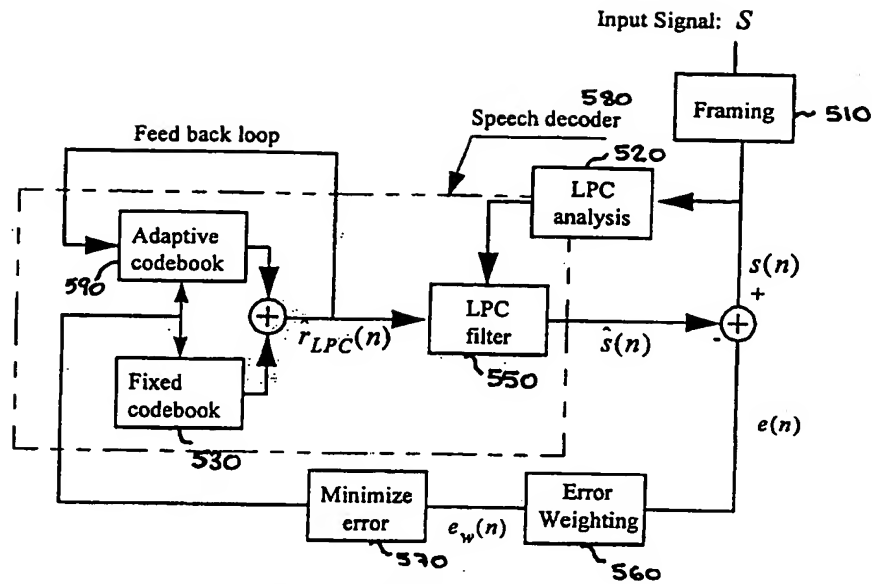 Input Signal: S
Framing
510
580
Speech decoder
Feed back loop
520
LPC
analysis
Adaptive
codebook
590
s(n)
+
+
r̂LPC(n)
LPC
filter
550
ŝ(n)
+
-
Fixed
codebook
530
e(n)
Minimize
error
570
ew(n)
Error
Weighting
560